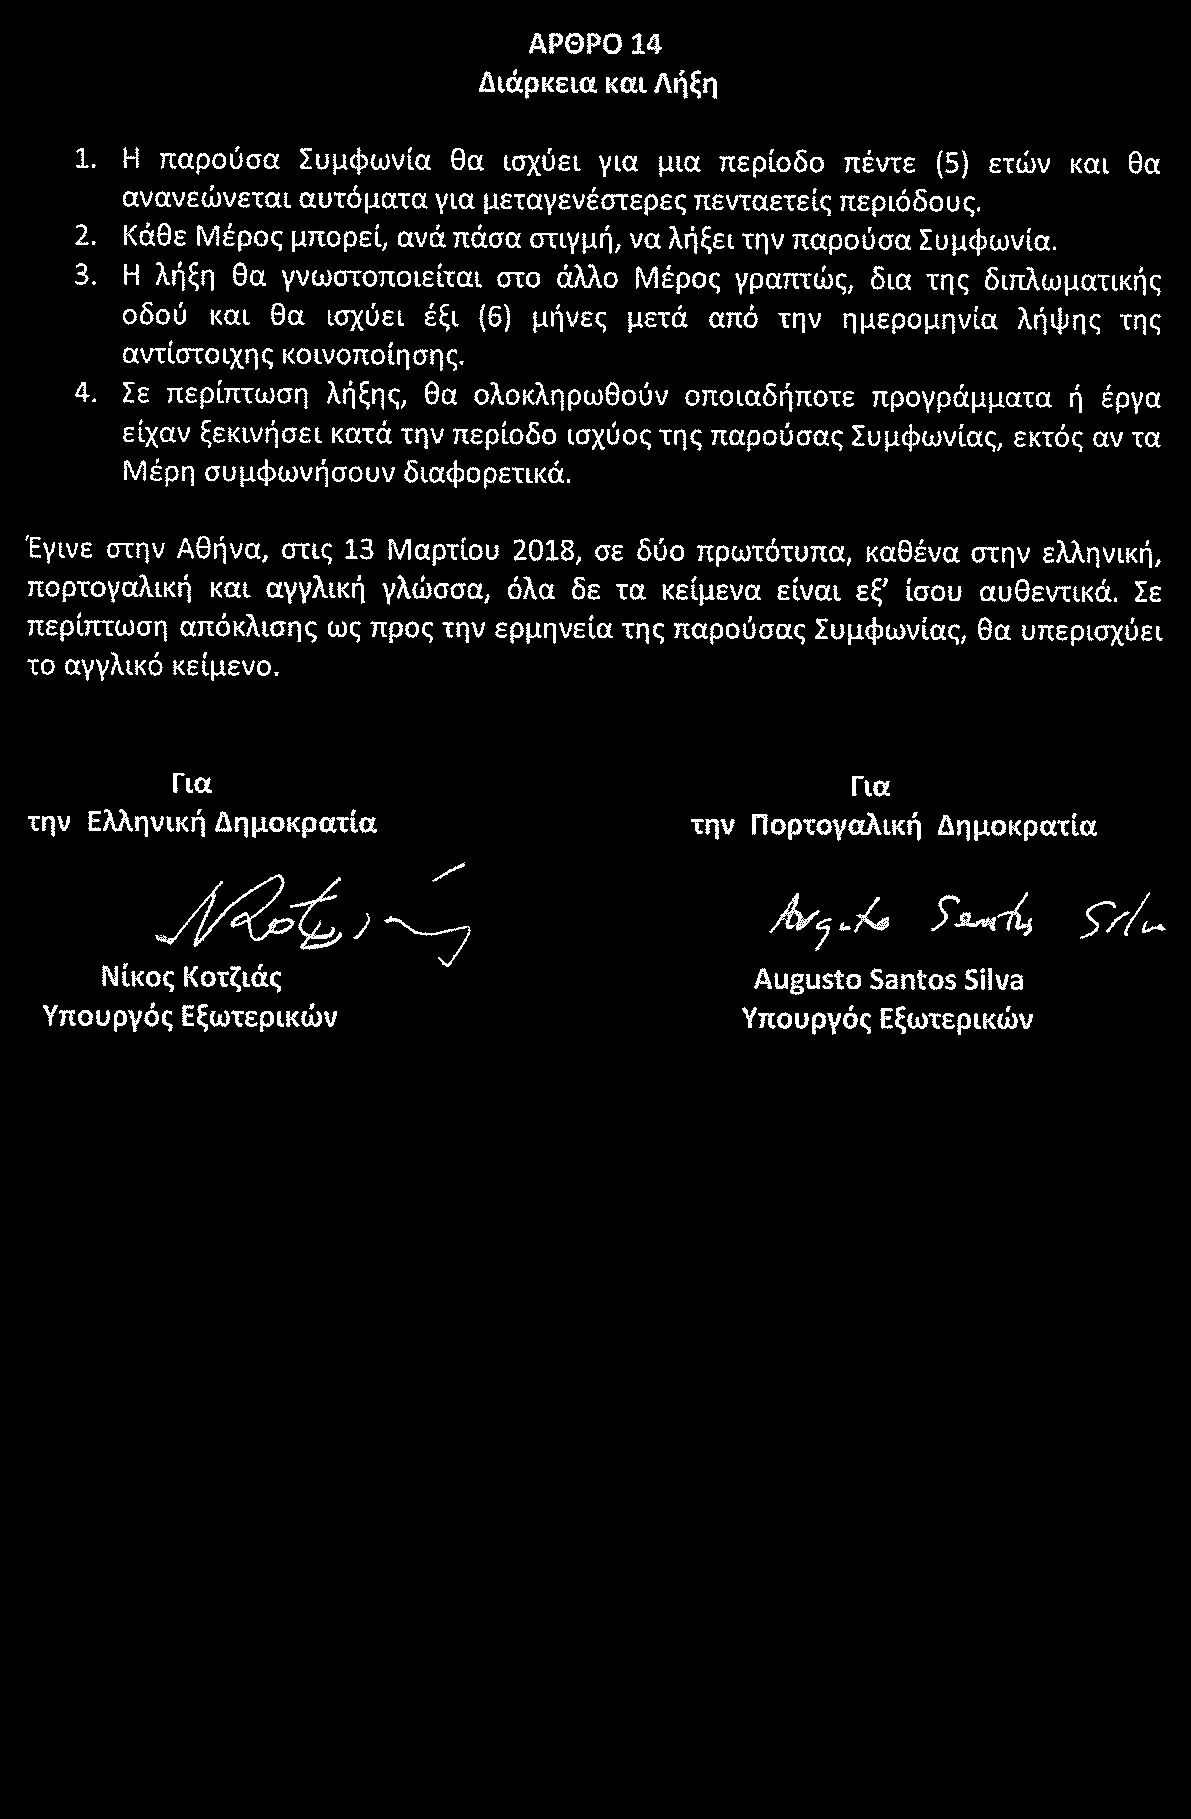 ΑΡΘΡΟ 14
Διάρκεια και Λήξη
1. Η παρούσα Συμφωνία θα ισχύει για μια περίοδο πέντε (5) ετών και θα
ανανεώνεται αυτόματα για μεταγενέστερες πενταετείς περιόδους.
2. Κάθε Μέρος μπορεί, ανά πάσα στιγμή, να λήξει την παρούσα Συμφωνία.
3. Η λήξη θα γνωστοποιείται στο άλλο Μέρος γραπτώς, δια της διπλωματικής
οδού και θα ισχύει έξι (6) μήνες μετά από την ημερομηνία λήψης της
αντίστοιχης κοινοποίησης.
4. Σε περίπτωση λήξης, θα ολοκληρωθούν οποιαδήποτε προγράμματα ή έργα
είχαν ξεκινήσει κατά την περίοδο ισχύος της παρούσας Συμφωνίας, εκτός αν τα
Μέρη συμφωνήσουν διαφορετικά.
Έγινε στην Αθήνα, στις 13 Μαρτίου 2018, σε δύο πρωτότυπα, καθένα στην ελληνική,
πορτογαλική και αγγλική γλώσσα, όλα δε τα κείμενα είναι εξ’ ίσου αυθεντικά. Σε
περίπτωση απόκλισης ως προς την ερμηνεία της παρούσας Συμφωνίας, θα υπερισχύει
το αγγλικό κείμενο.
Για
την Ελληνική Δημοκρατία
Νίκος Κοτζιάς
Υπουργός Εξωτερικών
Για
την Πορτογαλική Δημοκρατία
Augusto Santos Silva
Augusto Santos Silva
Υπουργός Εξωτερικών